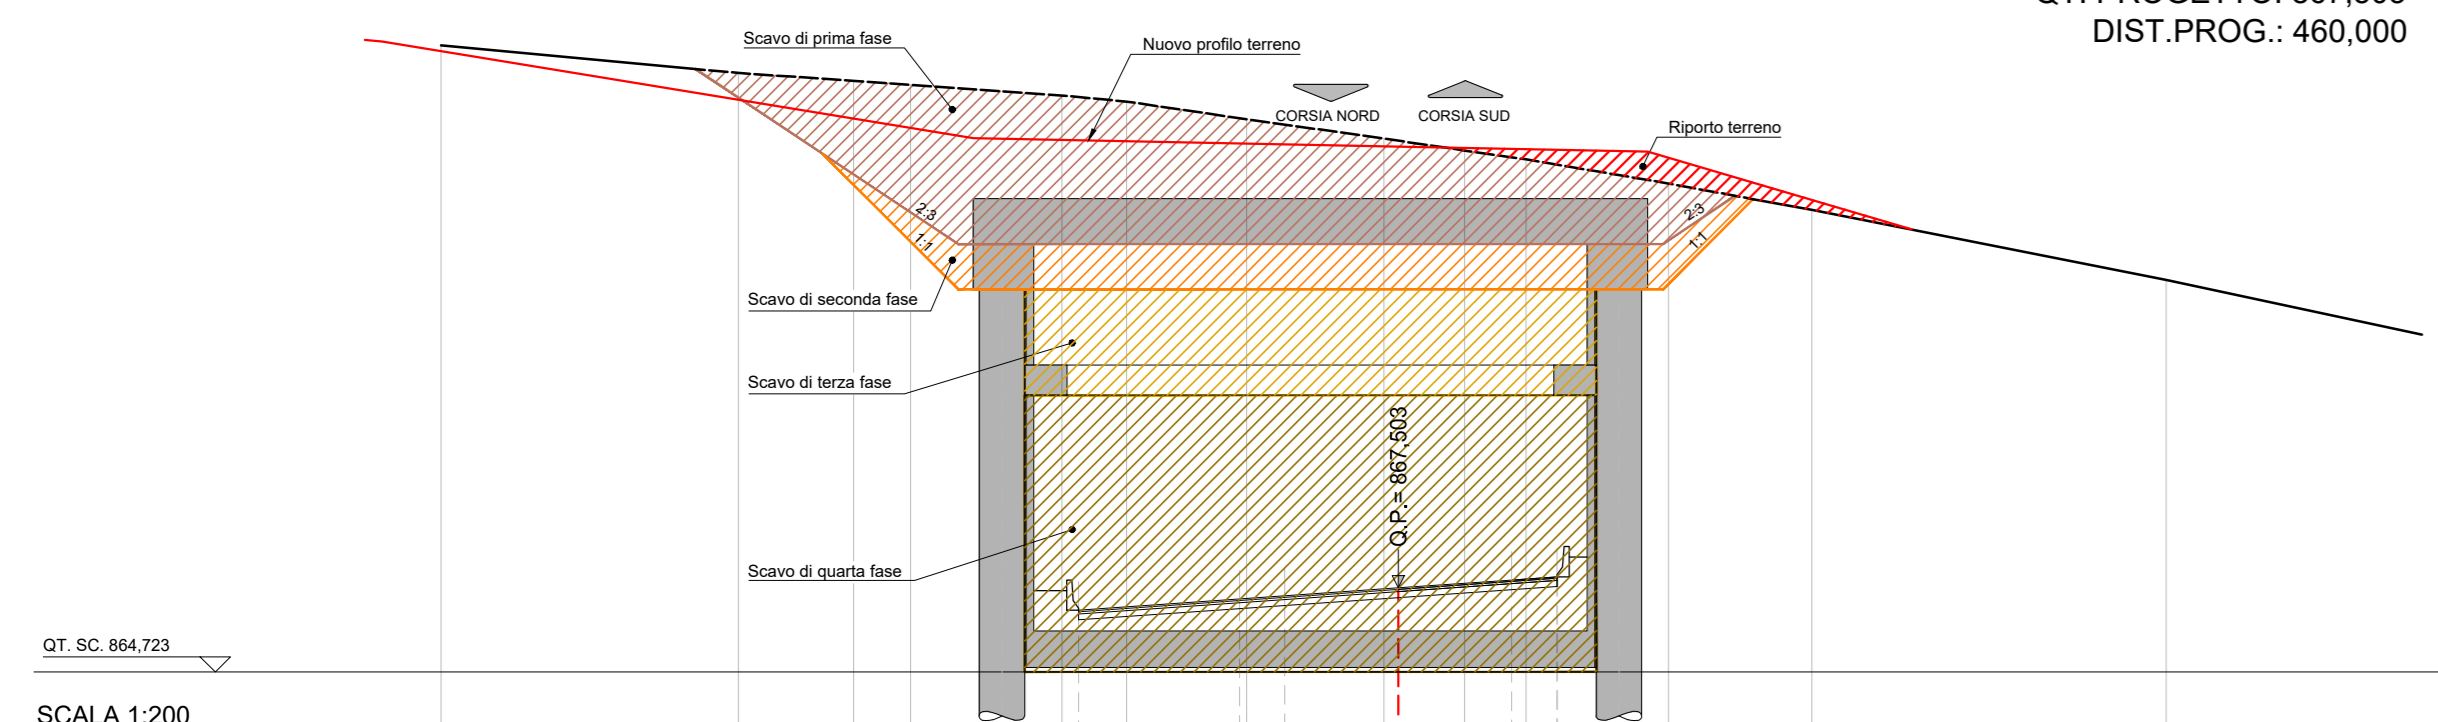 DIST.PROG.: 460,000
Scavo di prima fase
Nuovo profilo terreno
CORSIA NORD
CORSIA SUD
Riporto terreno
2:3
1:1
2:3
1:1
Scavo di seconda fase
Scavo di terza fase
Q.P.= 867,503
Scavo di quarta fase
QT. SC. 864,723
SCALA 1:200